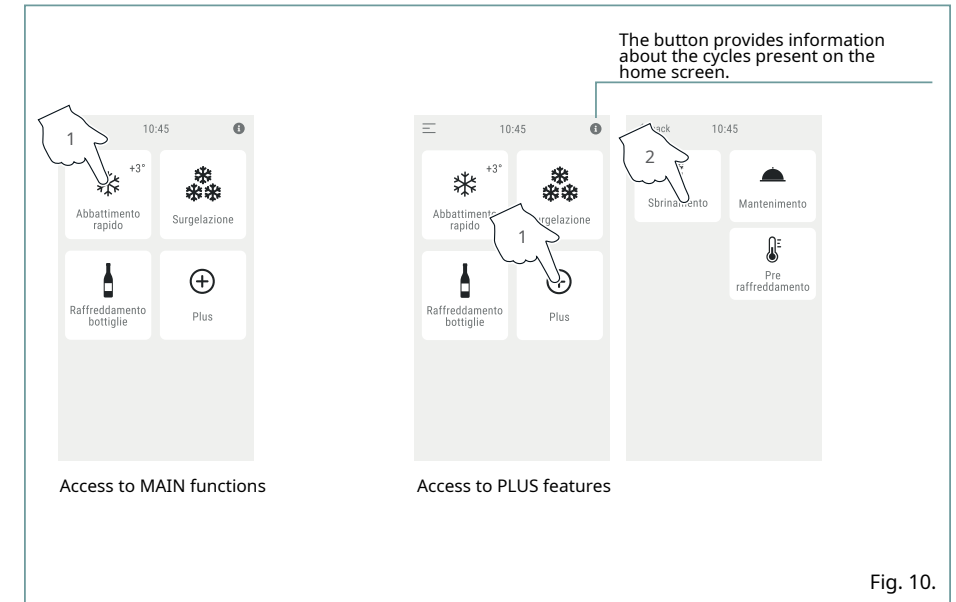 The button provides information
about the cycles present on the
home screen.
10:45
1
+3°
Abbattimento
rapido
Surgelazione
Raffreddamento
bottiglie
Plus
Access to MAIN functions
10:45
+3°
Abbattimento
rapido
1
Raffreddamento
bottiglie
Plus
Access to PLUS features
10:45
2
Mantenimento
Pre
raffreddamento
Fig. 10.